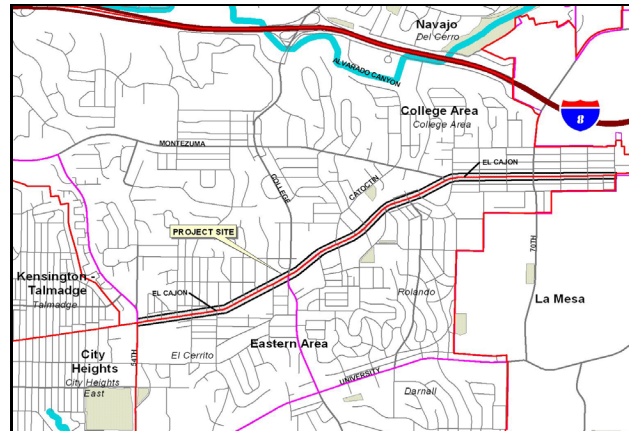 Navajo
Del Cerro
ALVARADO CANYON
College Area
College Area
8
MONTEZUMA
EL CAJON
COLLEGE
CATOCTIN
PROJECT SITE
70TH
Kensington -
Talmadge
Talmadge
EL CAJON
Rolando
La Mesa
Eastern Area
El Cerrito
City
Heights
City Heights
East
54TH
UNIVERSITY
Darnall